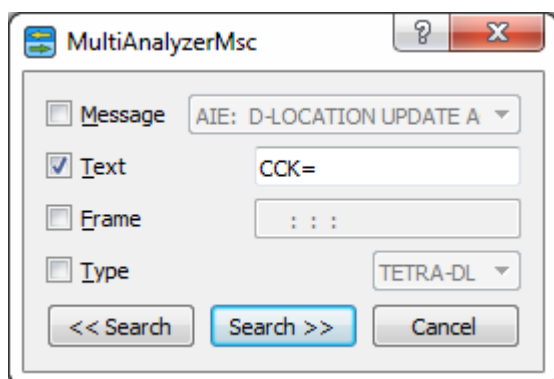 MultiAnalyzerMsc
Message AIE: D-LOCATION UPDATE A
Text CCK=
Frame : : :
Type TETRA-DL
<< Search Search >> Cancel